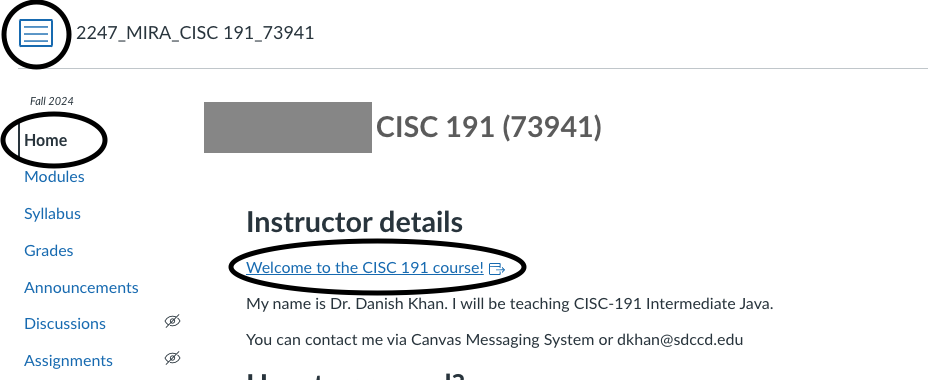 2247_MIRA_CISC 191_73941
Fall 2024
Home
Modules
Syllabus
Grades
Announcements
Discussions
Assignments
CISC 191 (73941)
Instructor details
Welcome to the CISC 191 course!
My name is Dr. Danish Khan. I will be teaching CISC-191 Intermediate Java.
You can contact me via Canvas Messaging System or dkhan@sdccd.edu